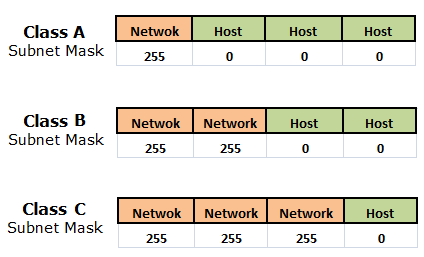 Class A
Subnet Mask
Netwok Host Host Host
255 0 0 0
Class B
Subnet Mask
Netwok Network Host Host
255 255 0 0
Class C
Subnet Mask
Netwok Network Network Host
255 255 255 0